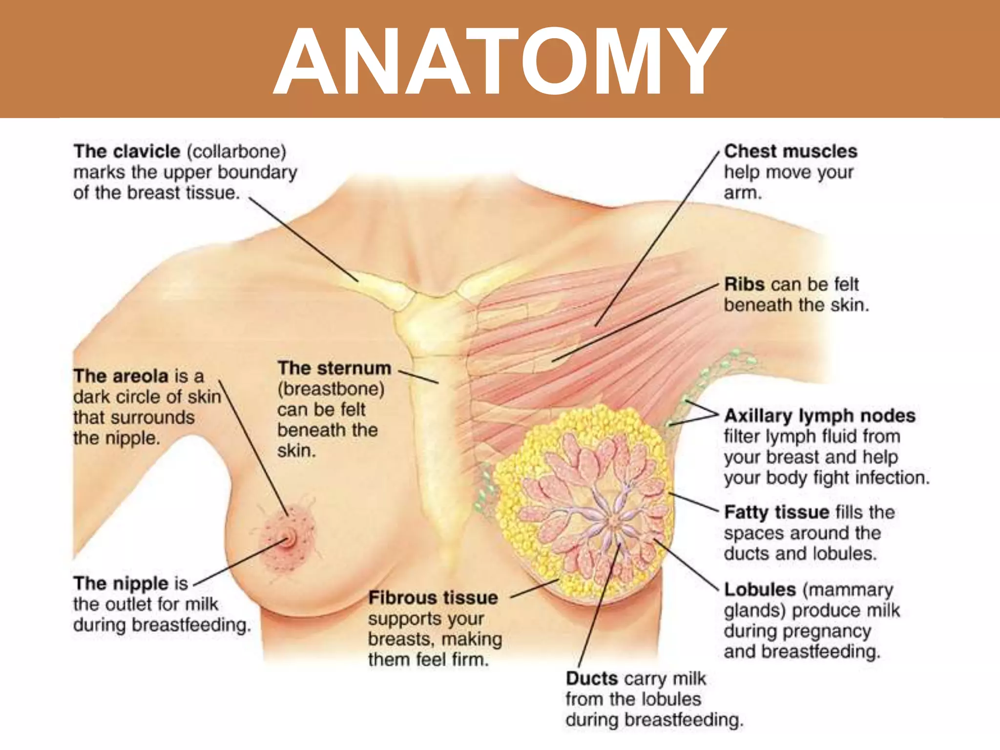 ANATOMY
The clavicle (collarbone)
marks the upper boundary
of the breast tissue.
Chest muscles
help move your
arm.
Ribs can be felt
beneath the skin.
The areola is a
dark circle of skin
that surrounds
the nipple.
The sternum
(breastbone)
can be felt
beneath the
skin.
Axillary lymph nodes
filter lymph fluid from
your breast and help
your body fight infection.
Fatty tissue fills the
spaces around the
ducts and lobules.
The nipple is
the outlet for milk
during breastfeeding.
Fibrous tissue
supports your
breasts, making
them feel firm.
Lobules (mammary
glands) produce milk
during pregnancy
and breastfeeding.
Ducts carry milk
from the lobules
during breastfeeding.